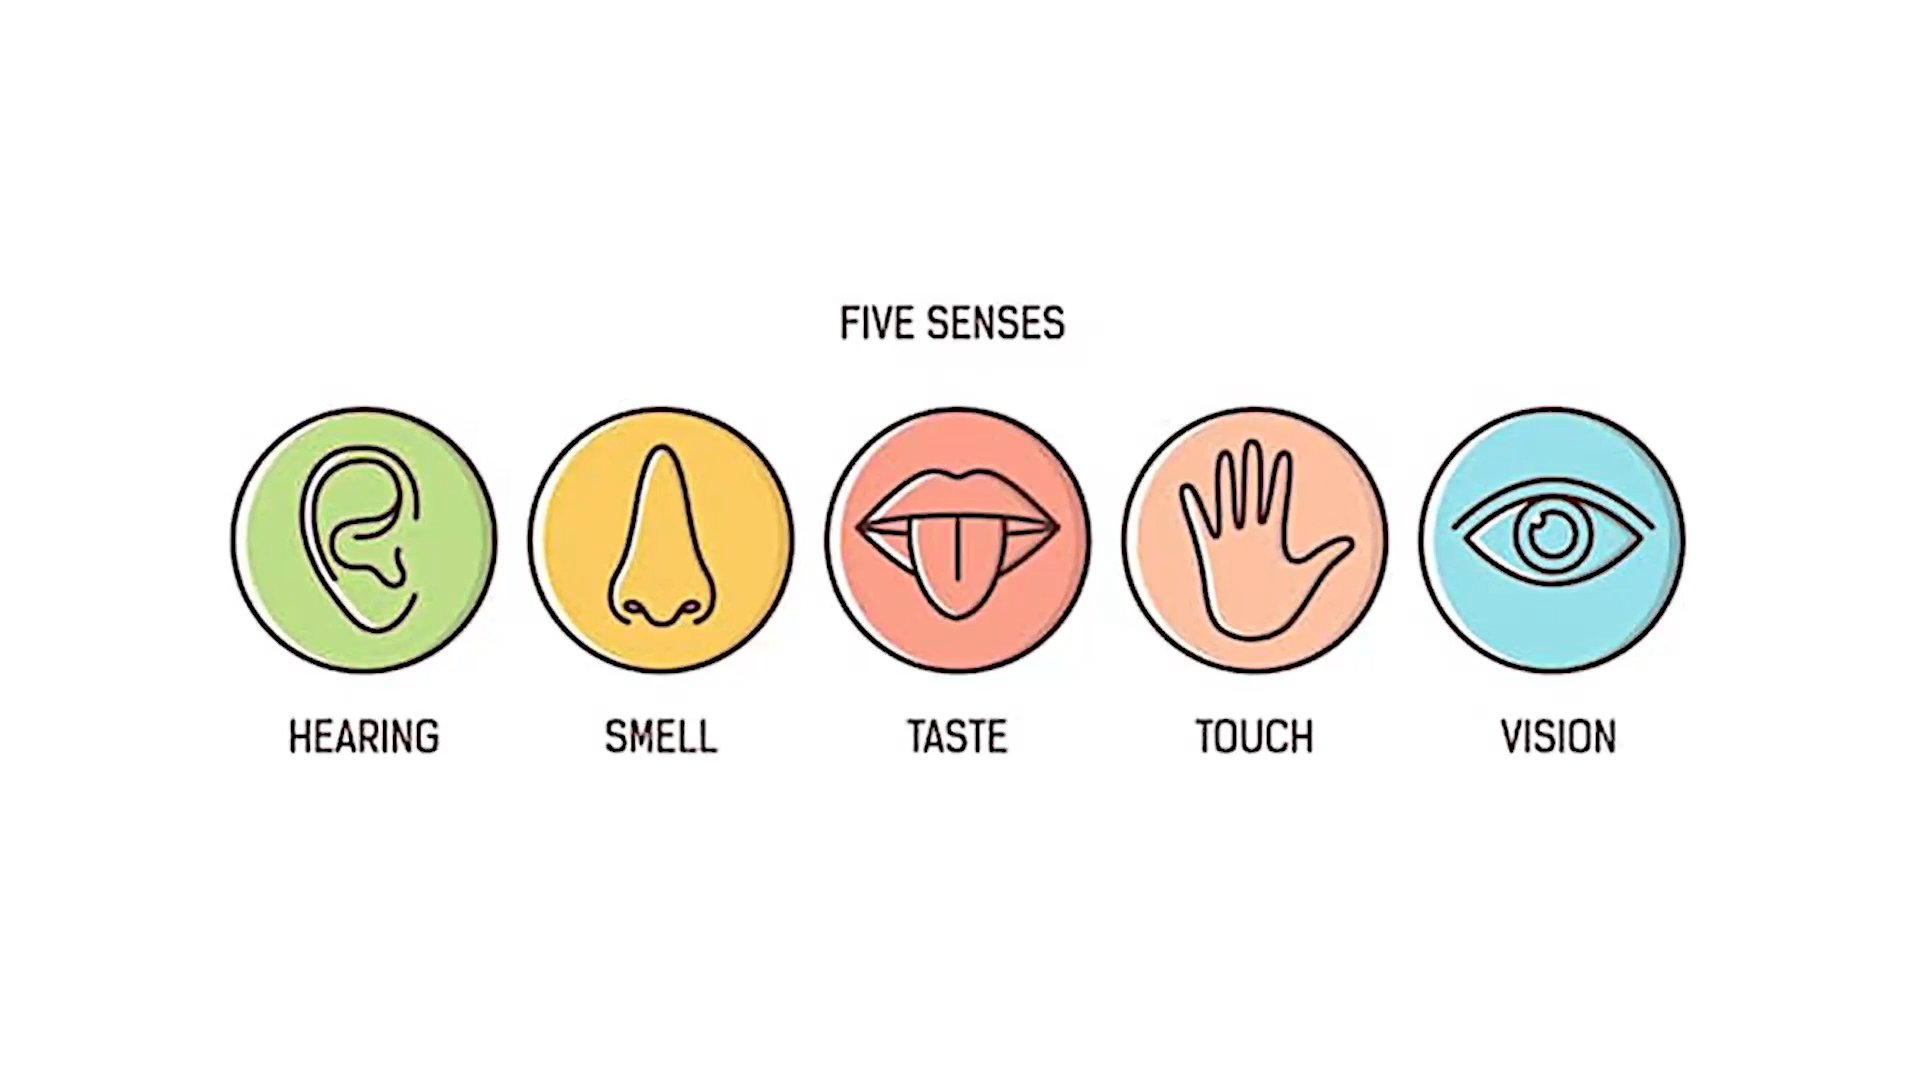 FIVE SENSES
HEARING
SMELL
TASTE
TOUCH
VISION